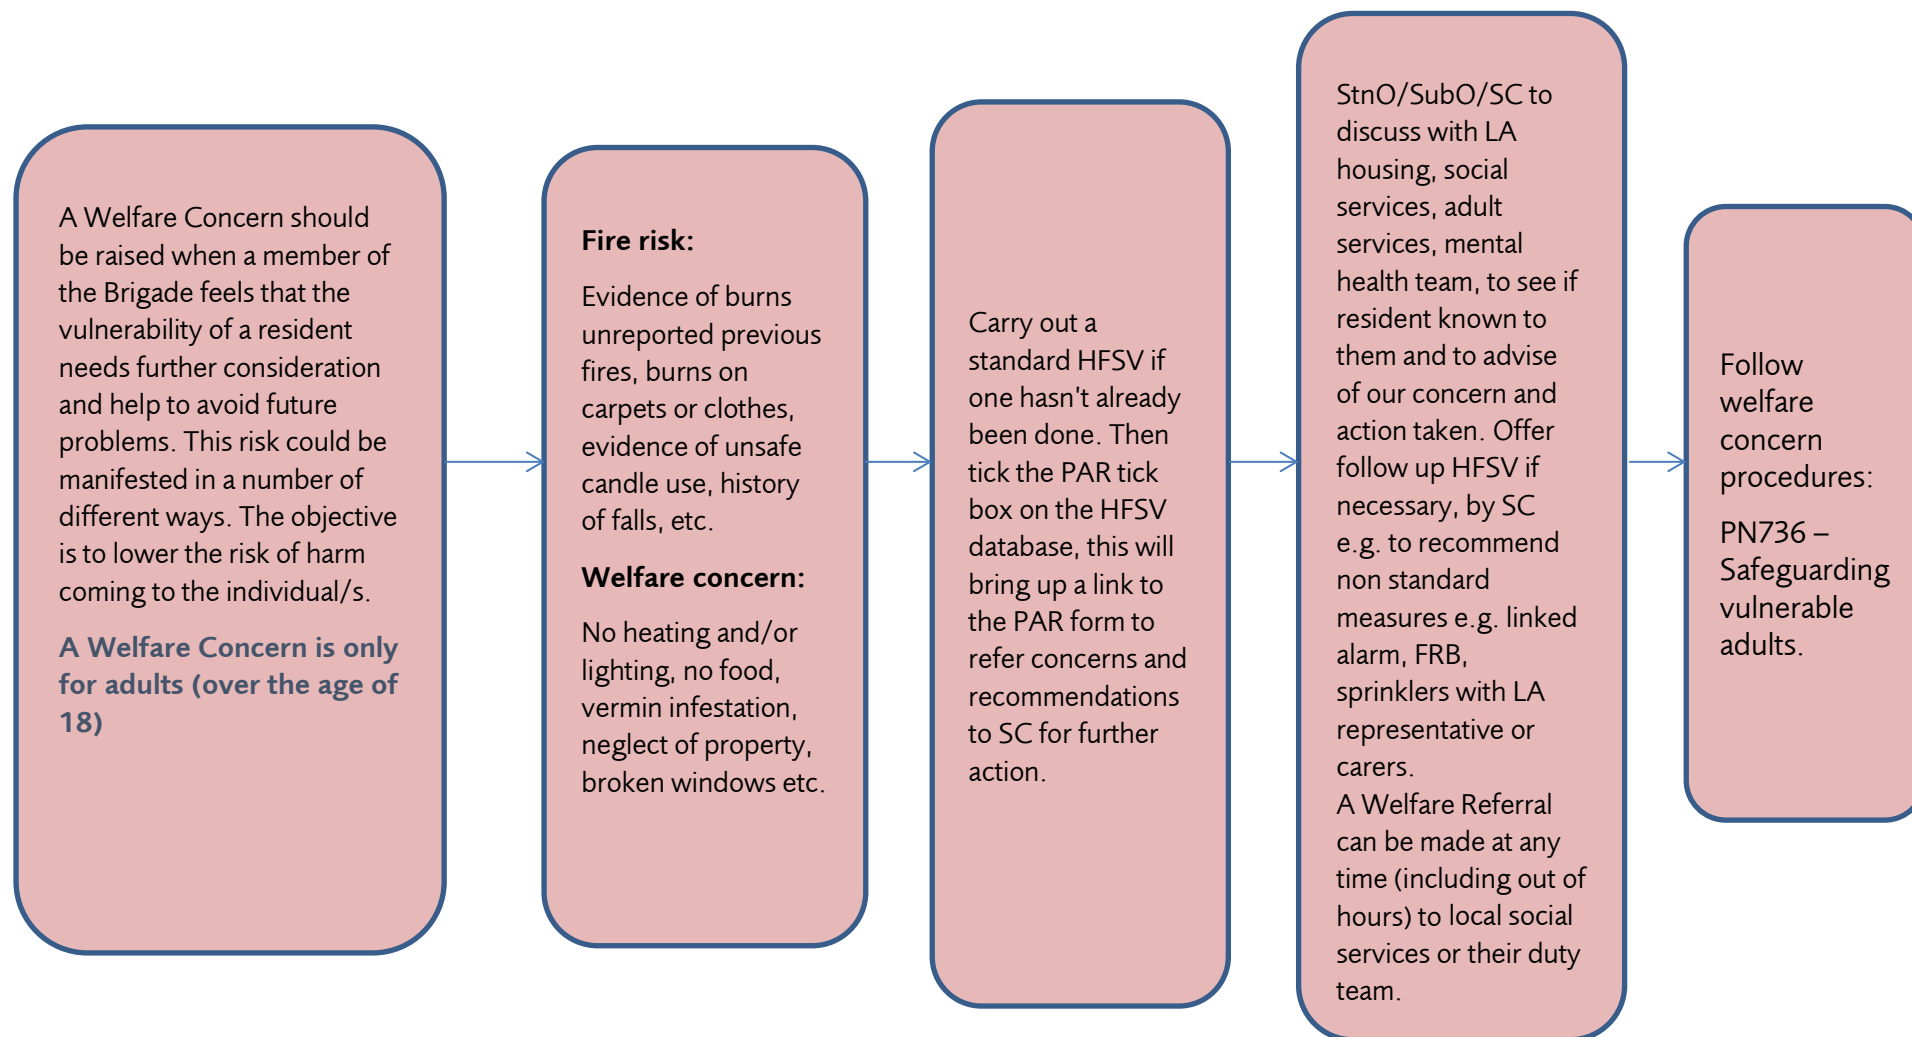 A Welfare Concern should
be raised when a member of
the Brigade feels that the
vulnerability of a resident
needs further consideration
and help to avoid future
problems. This risk could be
manifested in a number of
different ways. The objective
is to lower the risk of harm
coming to the individual/s.
A Welfare Concern is only
for adults (over the age of
18)
Fire risk:
Evidence of burns
unreported previous
fires, burns on
carpets or clothes,
evidence of unsafe
candle use, history
of falls, etc.
Welfare concern:
No heating and/or
lighting, no food,
vermin infestation,
neglect of property,
broken windows etc.
Carry out a
standard HFSV if
one hasn't already
been done. Then
tick the PAR tick
box on the HFSV
database, this will
bring up a link to
the PAR form to
refer concerns and
recommendations
to SC for further
action.
StnO/SubO/SC to
discuss with LA
housing, social
services, adult
services, mental
health team, to see if
resident known to
them and to advise
of our concern and
action taken. Offer
follow up HFSV if
necessary, by SC
e.g. to recommend
non standard
measures e.g. linked
alarm, FRB,
sprinklers with LA
representative or
carers.
A Welfare Referral
can be made at any
time (including out of
hours) to local social
services or their duty
team.
Follow
welfare
concern
procedures:
PN736 –
Safeguarding
vulnerable
adults.